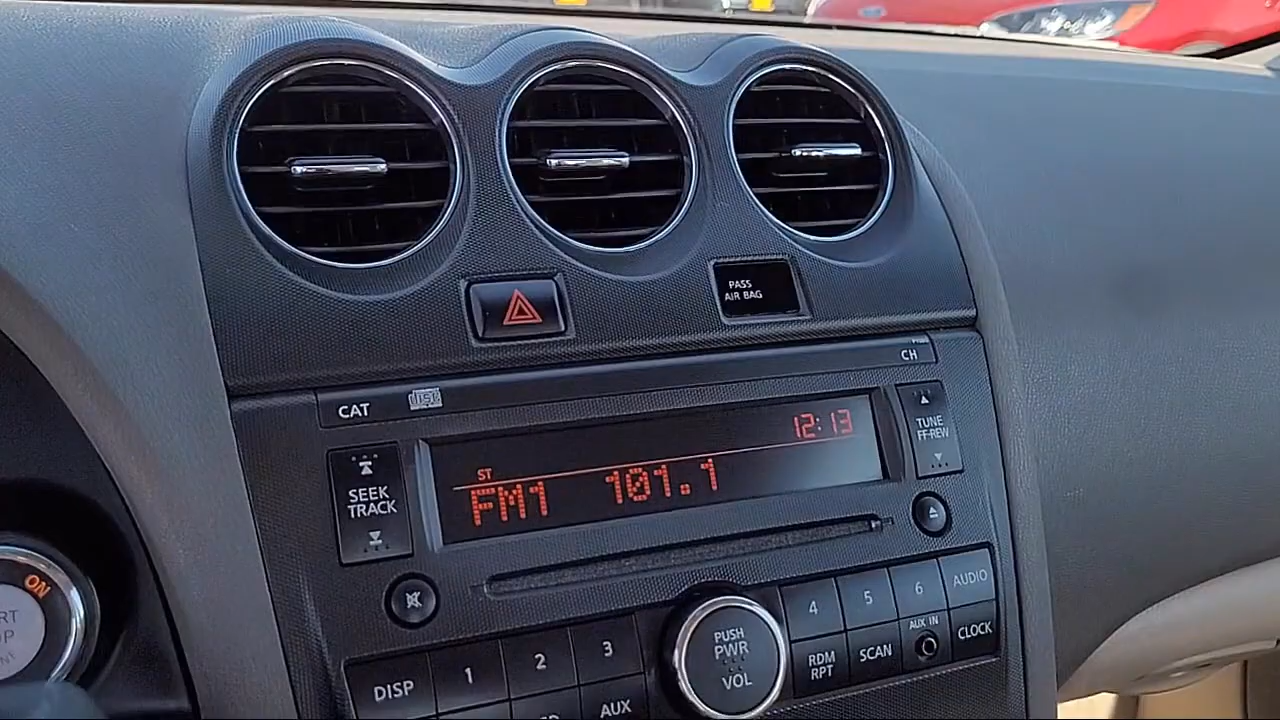 PASS
AIR BAG
CAT
DISC
CH
12:13
TUNE
FF·REW
ST
SEEK
TRACK
FM1 101.1
ON
4
5
6
AUDIO
AUX IN
PUSH
PWR
VOL
RDM
RPT
SCAN
CLOCK
DISP
1
2
3
AUX